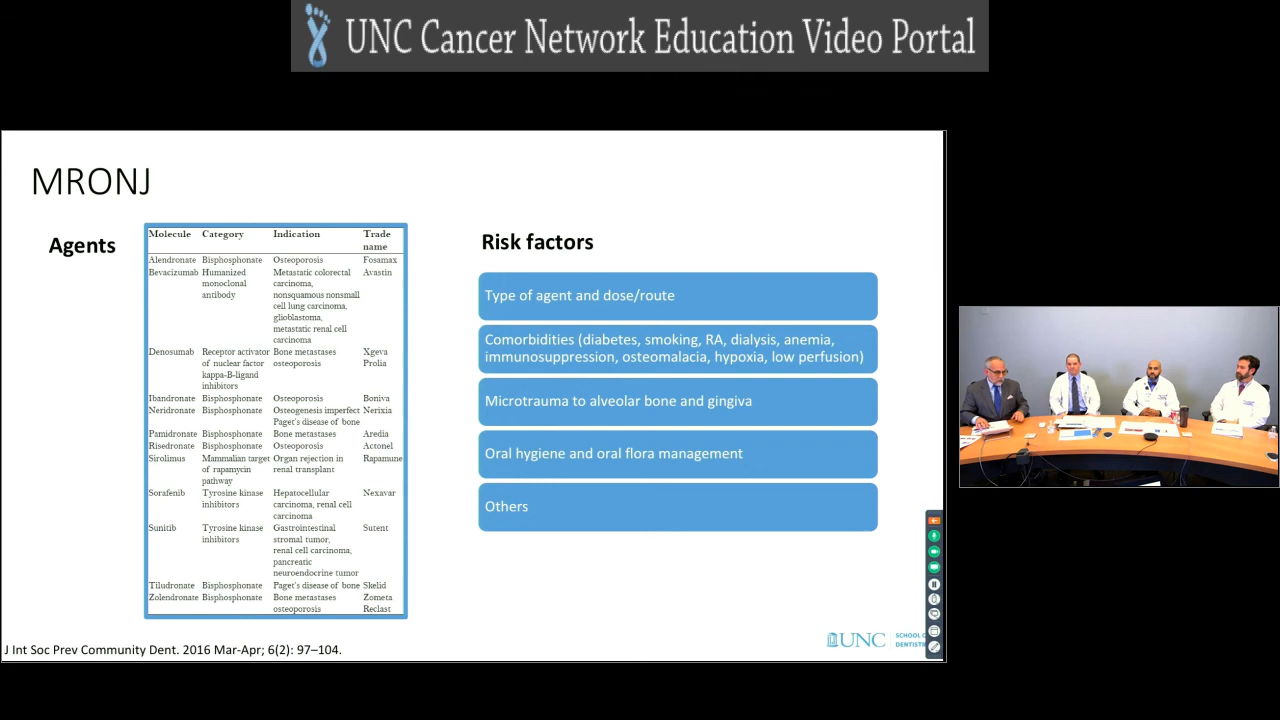 UNC Cancer Network Education Video Portal
MRONJ
Agents
Molecule Category Indication Trade
name
Alendronate Bisphosphonate Osteoporosis Fosamax
Bevacizumab Humanized Metastatic colorectal Avastin
monoclonal carcinoma,
antibody nonsquamous nonsmall
cell lung carcinoma,
glioblastoma,
metastatic renal cell
carcinoma
Denosumab Receptor activator Bone metastases Xgeva
of nuclear factor osteoporosis Prolia
kappa-B-ligand
inhibitors
Ibandronate Bisphosphonate Osteoporosis Boniva
Neridronate Bisphosphonate Osteogenesis imperfect Nerixia
Paget's disease of bone
Pamidronate Bisphosphonate Bone metastases Aredia
Risedronate Bisphosphonate Osteoporosis Actonel
Sirolimus Mammalian target Organ rejection in Rapamune
of rapamycin renal transplant
pathway
Sorafenib Tyrosine kinase Hepatocellular Nexavar
inhibitors carcinoma, renal cell
carcinoma
Sunitib Tyrosine kinase Gastrointestinal Sutent
inhibitors stromal tumor,
renal cell carcinoma,
pancreatic
neuroendocrine tumor
Tiludronate Bisphosphonate Paget's disease of bone Skelid
Zolendronate Bisphosphonate Bone metastases Zometa
osteoporosis Reclast
Risk factors
Type of agent and dose/route
Comorbidities (diabetes, smoking, RA, dialysis, anemia,
immunosuppression, osteomalacia, hypoxia, low perfusion)
Microtrauma to alveolar bone and gingiva
Oral hygiene and oral flora management
Others
J Int Soc Prev Community Dent. 2016 Mar-Apr; 6(2): 97–104.
UNC
SCHOOL
DENTIST